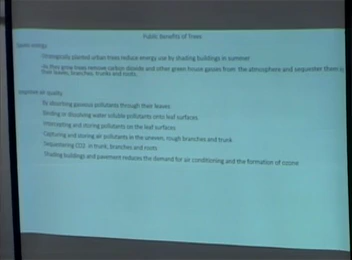 Public Benefits of Trees
Saves energy
Strategically planted urban trees reduce energy use by shading buildings in summer
As they grow trees remove carbon dioxide and other green house gasses from the atmosphere and sequester them in
their leaves, branches, trunks and roots.
Improve air quality
By absorbing gaseous pollutants through their leaves
Binding or dissolving water soluble pollutants onto leaf surfaces
Intercepting and storing pollutants on the leaf surfaces
Capturing and storing air pollutants in the uneven, rough branches and trunk
Sequestering CO2 in trunk, branches and roots
Shading buildings and pavement reduces the demand for air conditioning and the formation of ozone